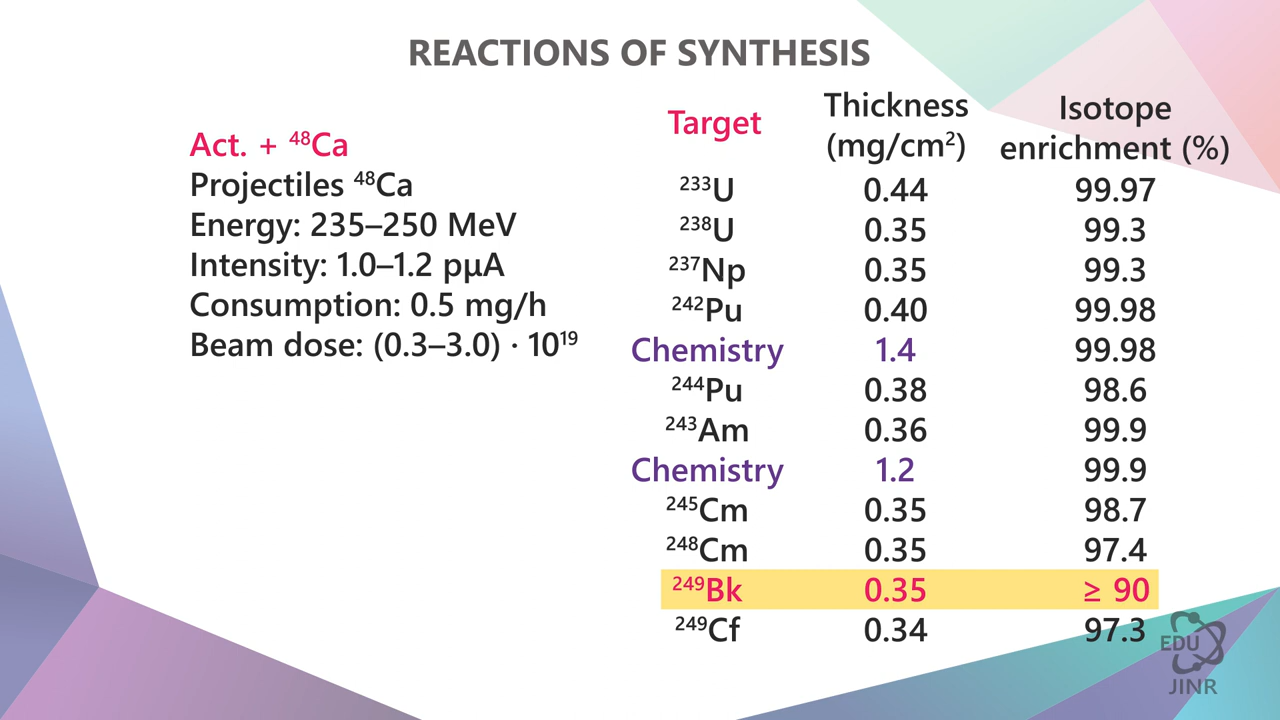 REACTIONS OF SYNTHESIS
Act. + ⁴⁸Ca
Projectiles ⁴⁸Ca
Energy: 235–250 MeV
Intensity: 1.0–1.2 pµA
Consumption: 0.5 mg/h
Beam dose: (0.3–3.0) · 10¹⁹
Target Thickness (mg/cm²) Isotope enrichment (%)
²³³U 0.44 99.97
²³⁸U 0.35 99.3
²³⁷Np 0.35 99.3
²⁴²Pu 0.40 99.98
Chemistry 1.4 99.98
²⁴⁴Pu 0.38 98.6
²⁴³Am 0.36 99.9
Chemistry 1.2 99.9
²⁴⁵Cm 0.35 98.7
²⁴⁸Cm 0.35 97.4
²⁴⁹Bk 0.35 ≥ 90
²⁴⁹Cf 0.34 97.3
EDU
JINR